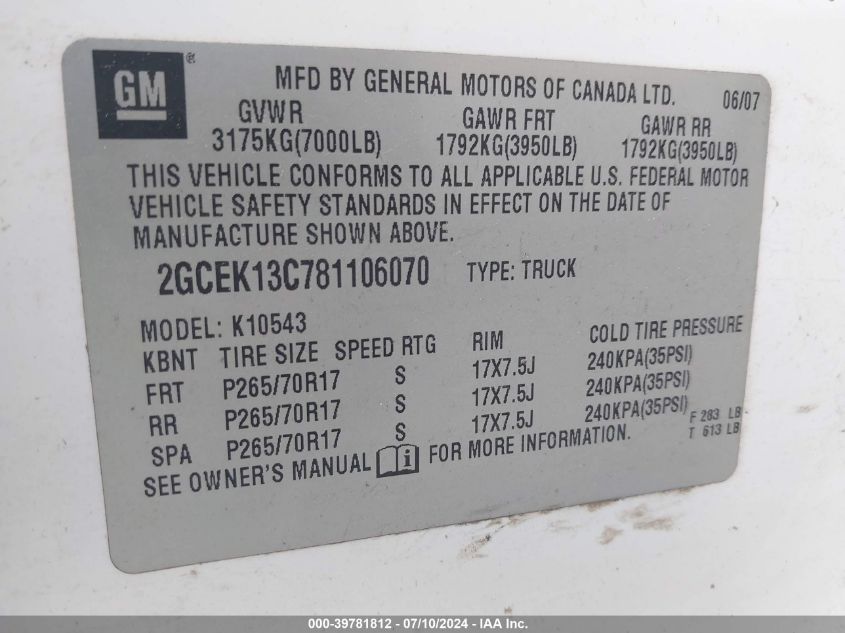 GM ®
MFD BY GENERAL MOTORS OF CANADA LTD. 06/07
GVWR GAWR FRT GAWR RR
3175KG(7000LB) 1792KG(3950LB) 1792KG(3950LB)
THIS VEHICLE CONFORMS TO ALL APPLICABLE U.S. FEDERAL MOTOR
VEHICLE SAFETY STANDARDS IN EFFECT ON THE DATE OF
MANUFACTURE SHOWN ABOVE.
2GCEK13C781106070 TYPE: TRUCK
MODEL: K10543
KBNT TIRE SIZE SPEED RTG RIM COLD TIRE PRESSURE
FRT P265/70R17 S 17X7.5J 240KPA(35PSI)
RR P265/70R17 S 17X7.5J 240KPA(35PSI)
SPA P265/70R17 S 17X7.5J 240KPA(35PSI)
F 283 LB
T 613 LB
SEE OWNER'S MANUAL i FOR MORE INFORMATION.
000-39781812 - 07/10/2024 - IAA Inc.